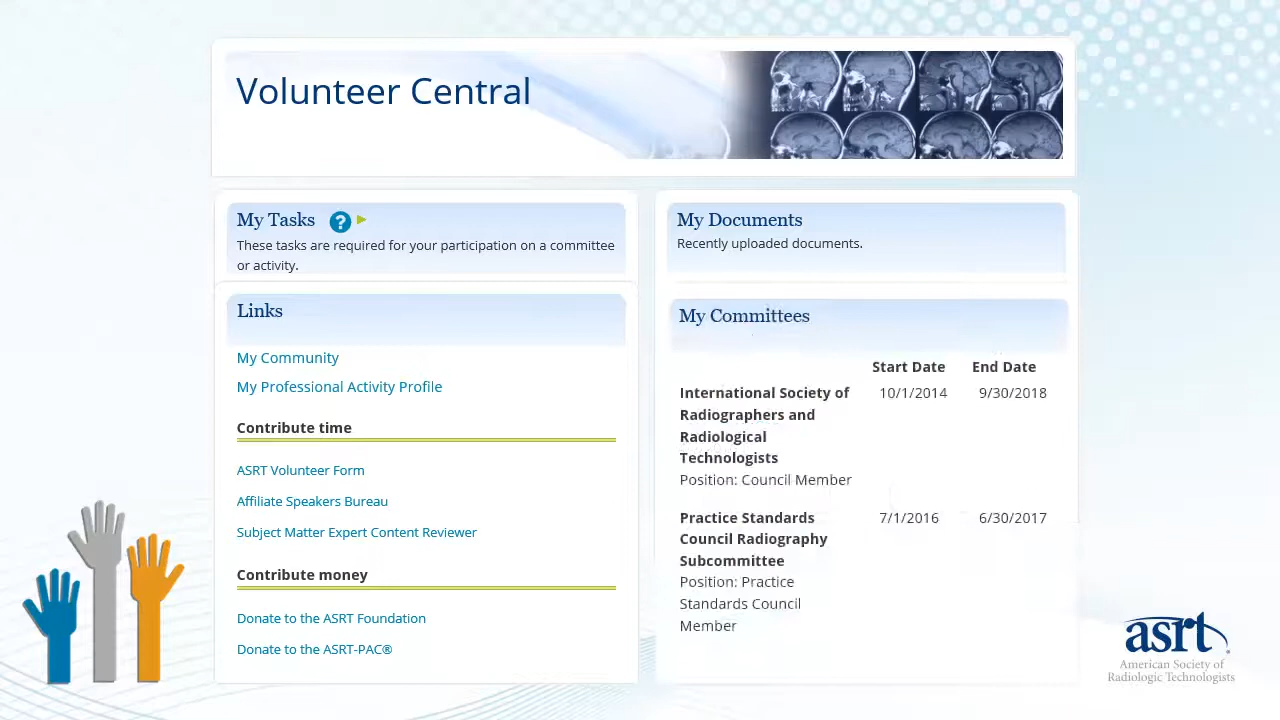 Volunteer Central
My Tasks ?
These tasks are required for your participation on a committee
or activity.
Links
My Community
My Professional Activity Profile
Contribute time
ASRT Volunteer Form
Affiliate Speakers Bureau
Subject Matter Expert Content Reviewer
Contribute money
Donate to the ASRT Foundation
Donate to the ASRT-PAC®
My Documents
Recently uploaded documents.
My Committees
Start Date End Date
International Society of 10/1/2014 9/30/2018
Radiographers and
Radiological
Technologists
Position: Council Member
Practice Standards 7/1/2016 6/30/2017
Council Radiography
Subcommittee
Position: Practice
Standards Council
Member
asrt
American Society of
Radiologic Technologists